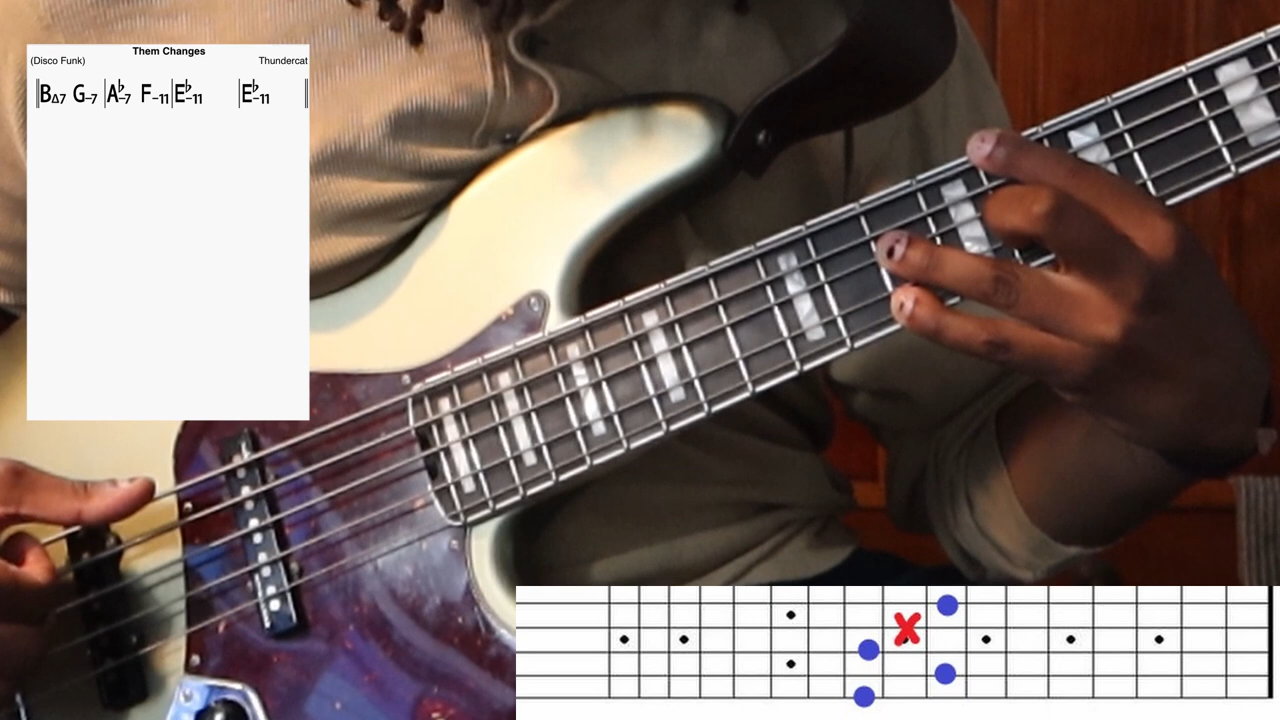 Them Changes
(Disco Funk) Thundercat
B△7 G–7 A♭–7 F–11 E♭–11 E♭–11